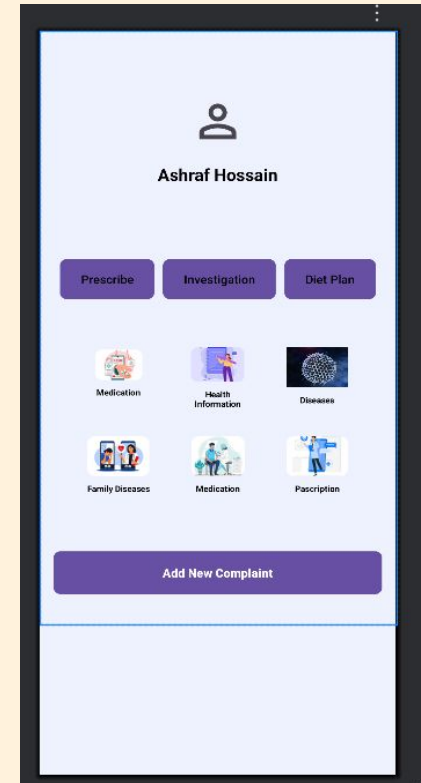 Ashraf Hossain
Prescribe Investigation Diet Plan
Medication
Health
Information
Diseases
Family Diseases
Medication
Pascription
Add New Complaint